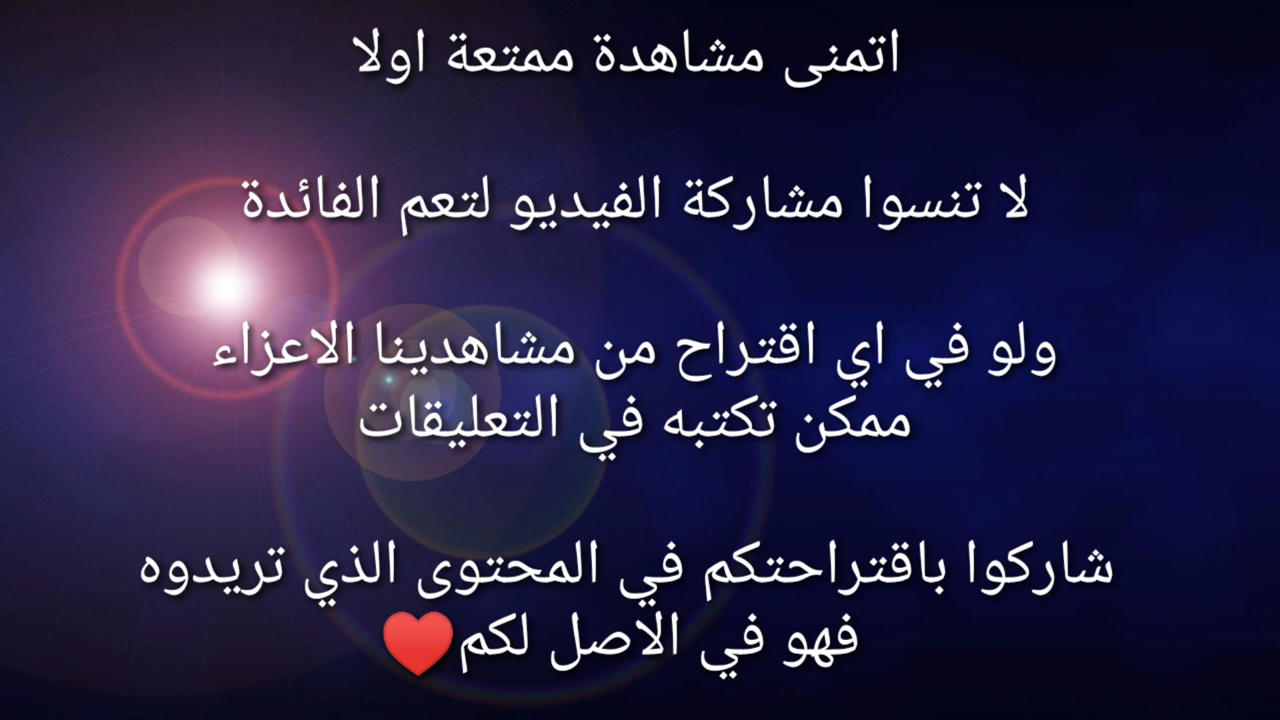 اتمنى مشاهدة ممتعة اولا
لا تنسوا مشاركة الفيديو لتعم الفائدة
ولو في اي اقتراح من مشاهدينا الاعزاء
ممكن تكتبه في التعليقات
شاركوا باقتراحتكم في المحتوى الذي تريدوه
فهو في الاصل لكم❤️